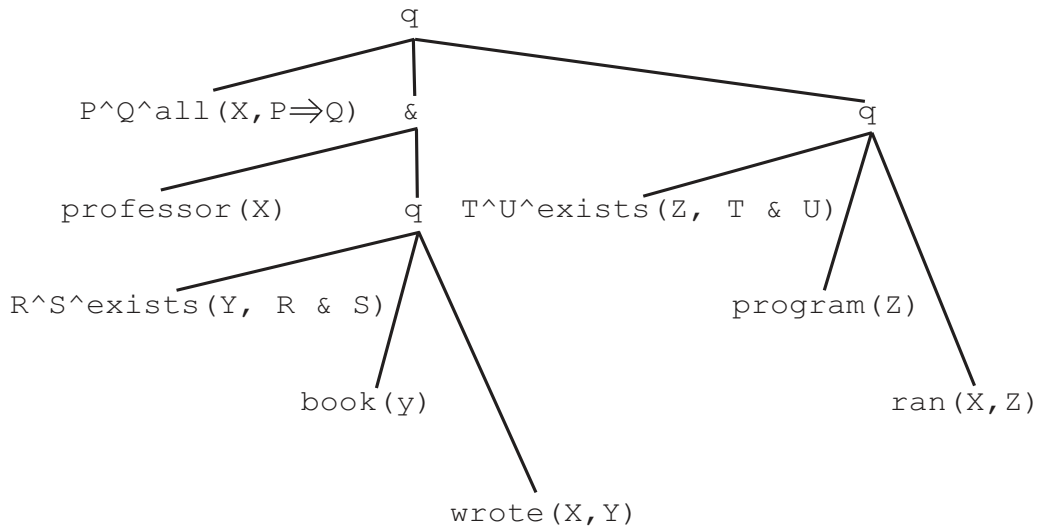 q
P^Q^all(X,P⇒Q) & q
professor(X) q T^U^exists(Z, T & U)
R^S^exists(Y, R & S) program(Z)
book(y) ran(X,Z)
wrote(X,Y)